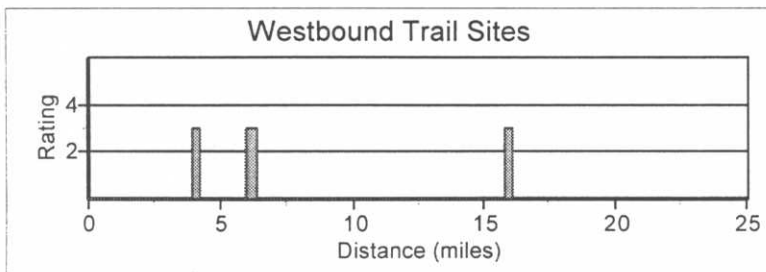 Westbound Trail Sites
Rating
4
2
0 5 10 15 20 25
Distance (miles)